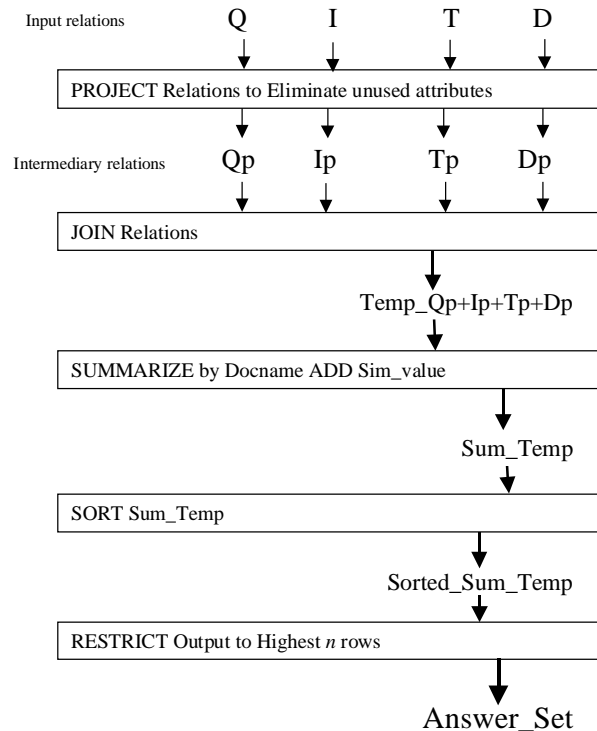 Input relations Q I T D
PROJECT Relations to Eliminate unused attributes
Intermediary relations Qp Ip Tp Dp
JOIN Relations
Temp_Qp+Ip+Tp+Dp
SUMMARIZE by Docname ADD Sim_value
Sum_Temp
SORT Sum_Temp
Sorted_Sum_Temp
RESTRICT Output to Highest n rows
Answer_Set